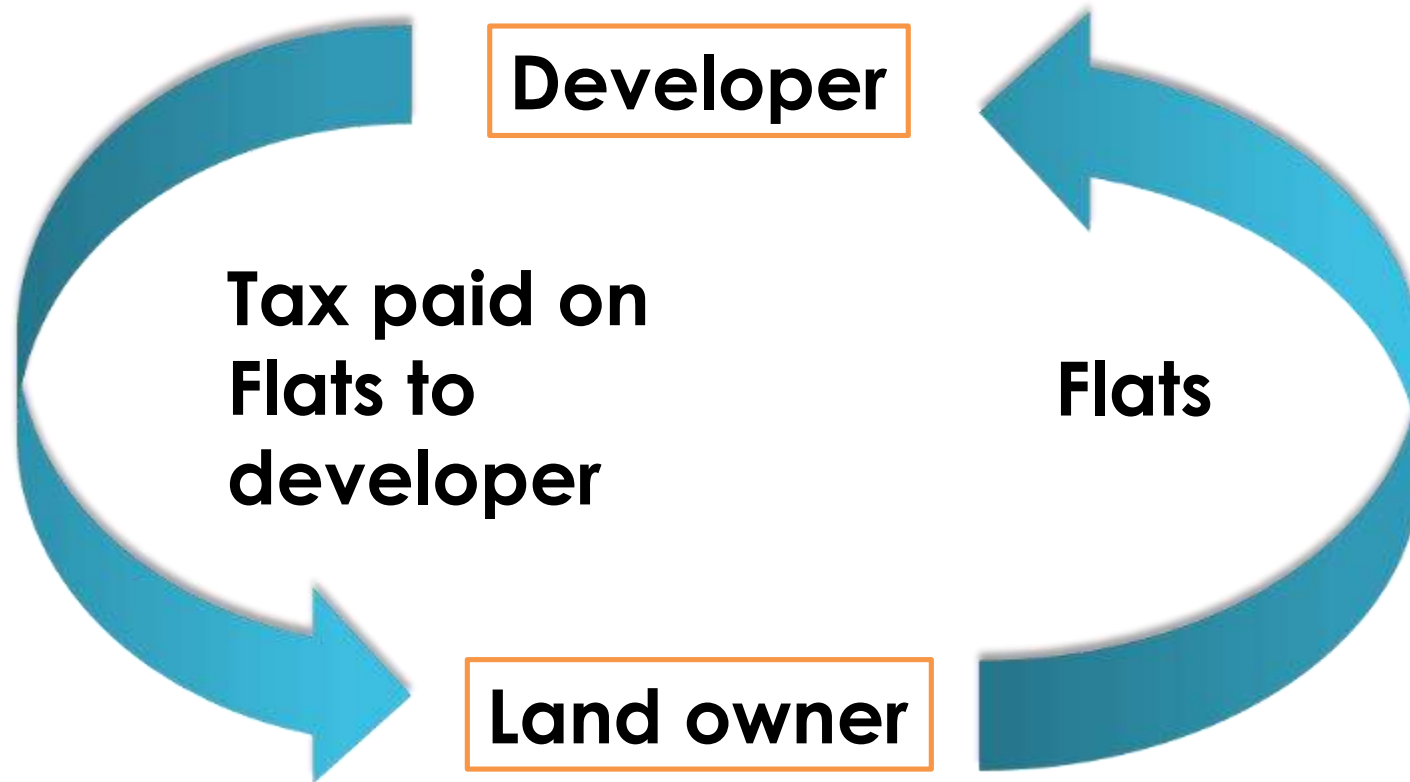 Developer
Tax paid on
Flats to
developer
Flats
Land owner